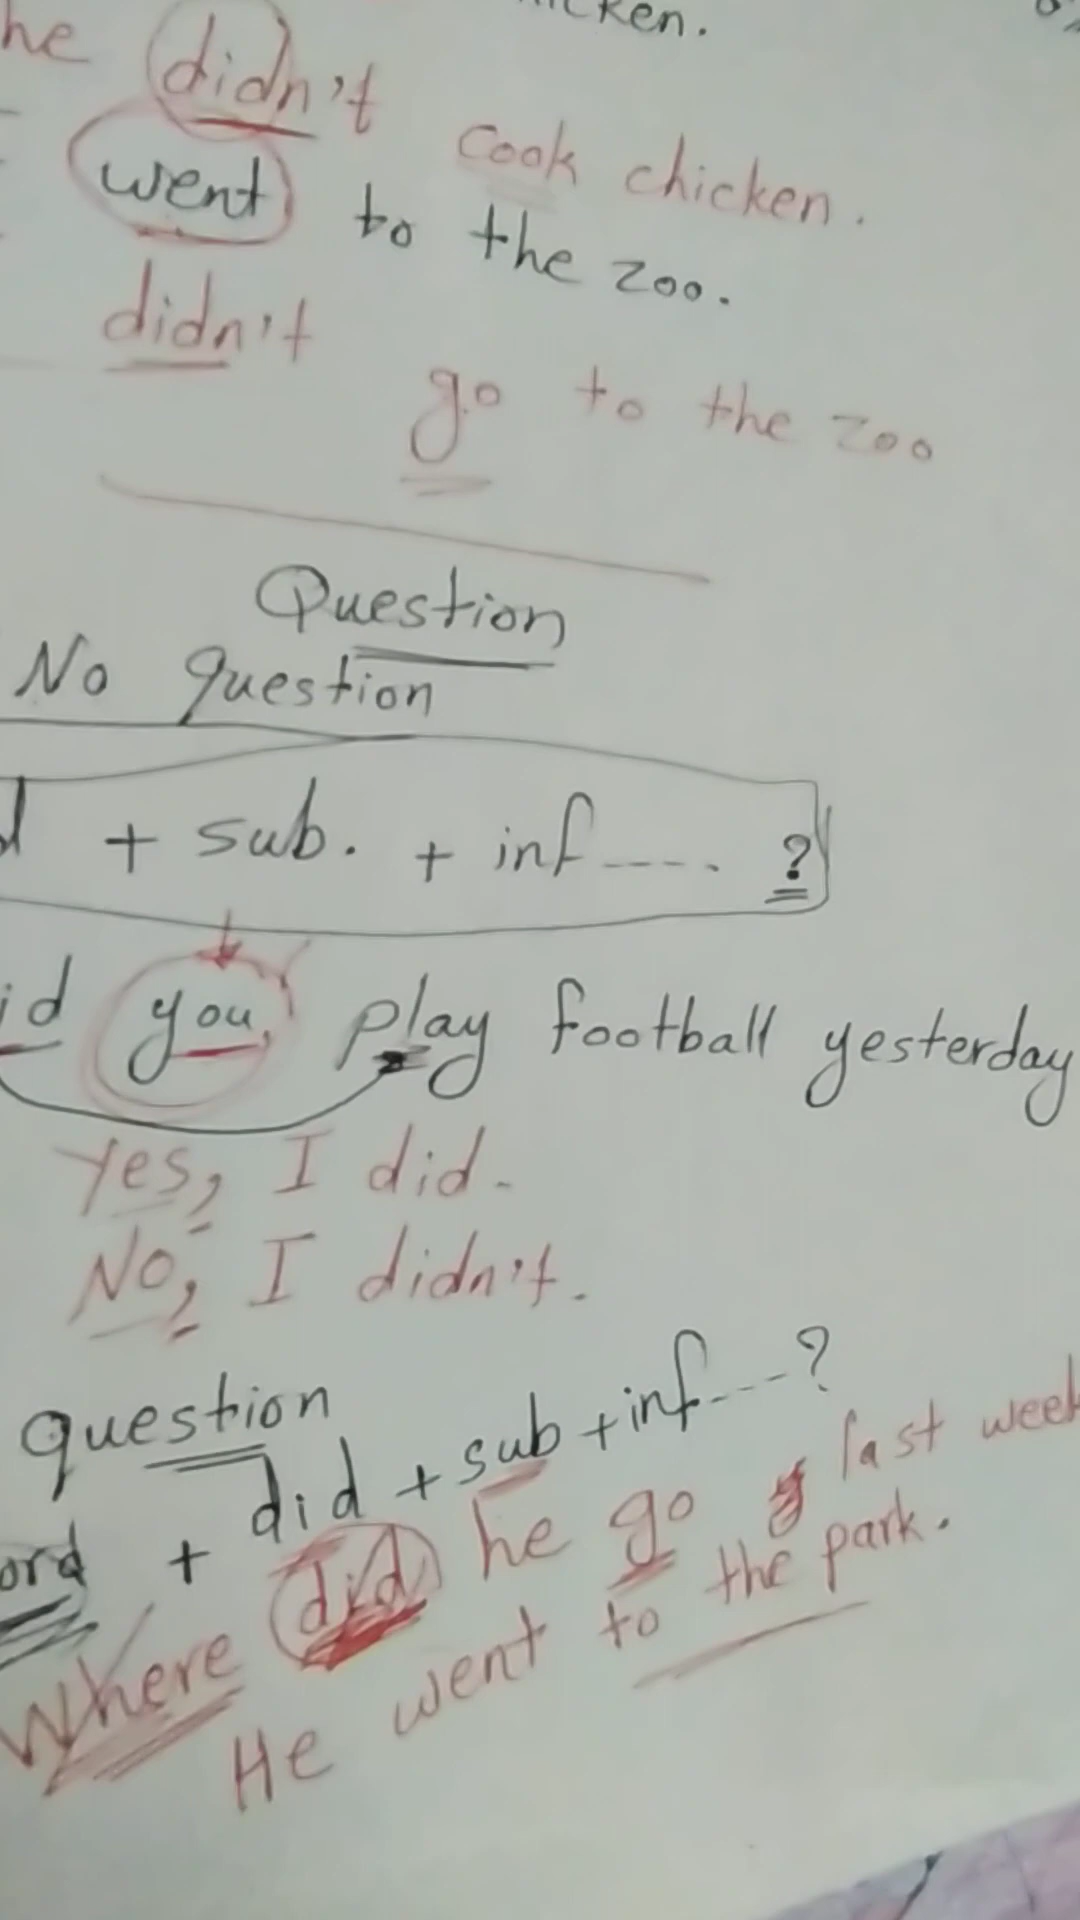 he didn't cook chicken.
went to the zoo.
didn't go to the zoo
Question
No question
+ sub. + inf ----. ?
you play football yesterday
Yes, I did.
No, I didn't.
question
+ did + sub + inf ---?
Where did he go last week
He went to the park.